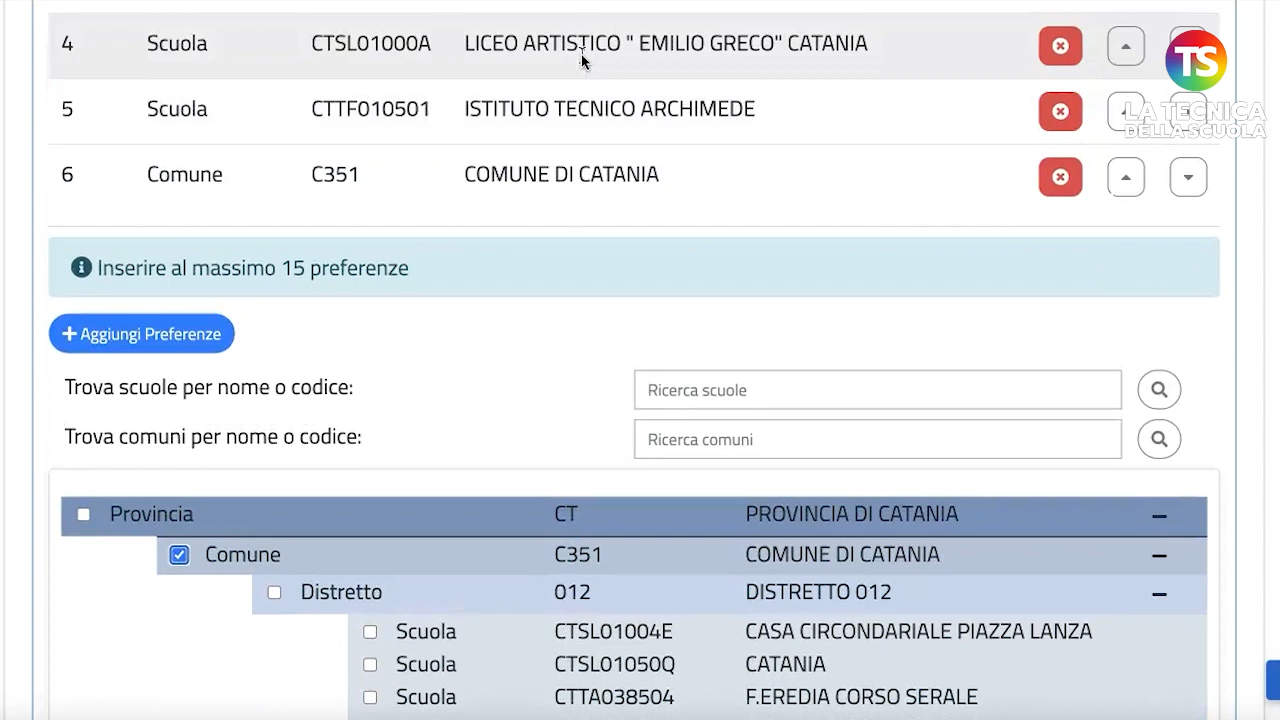 4 Scuola CTSL01000A LICEO ARTISTICO " EMILIO GRECO" CATANIA
TS
5 Scuola CTTF010501 ISTITUTO TECNICO ARCHIMEDE
LA TECNICA
DELLA SCUOLA
6 Comune C351 COMUNE DI CATANIA
Inserire al massimo 15 preferenze
Aggiungi Preferenze
Trova scuole per nome o codice: Ricerca scuole
Trova comuni per nome o codice: Ricerca comuni
Provincia CT PROVINCIA DI CATANIA
Comune C351 COMUNE DI CATANIA
Distretto 012 DISTRETTO 012
Scuola CTSL01004E CASA CIRCONDARIALE PIAZZA LANZA
Scuola CTSL01050Q CATANIA
Scuola CTTA038504 F.EREDIA CORSO SERALE